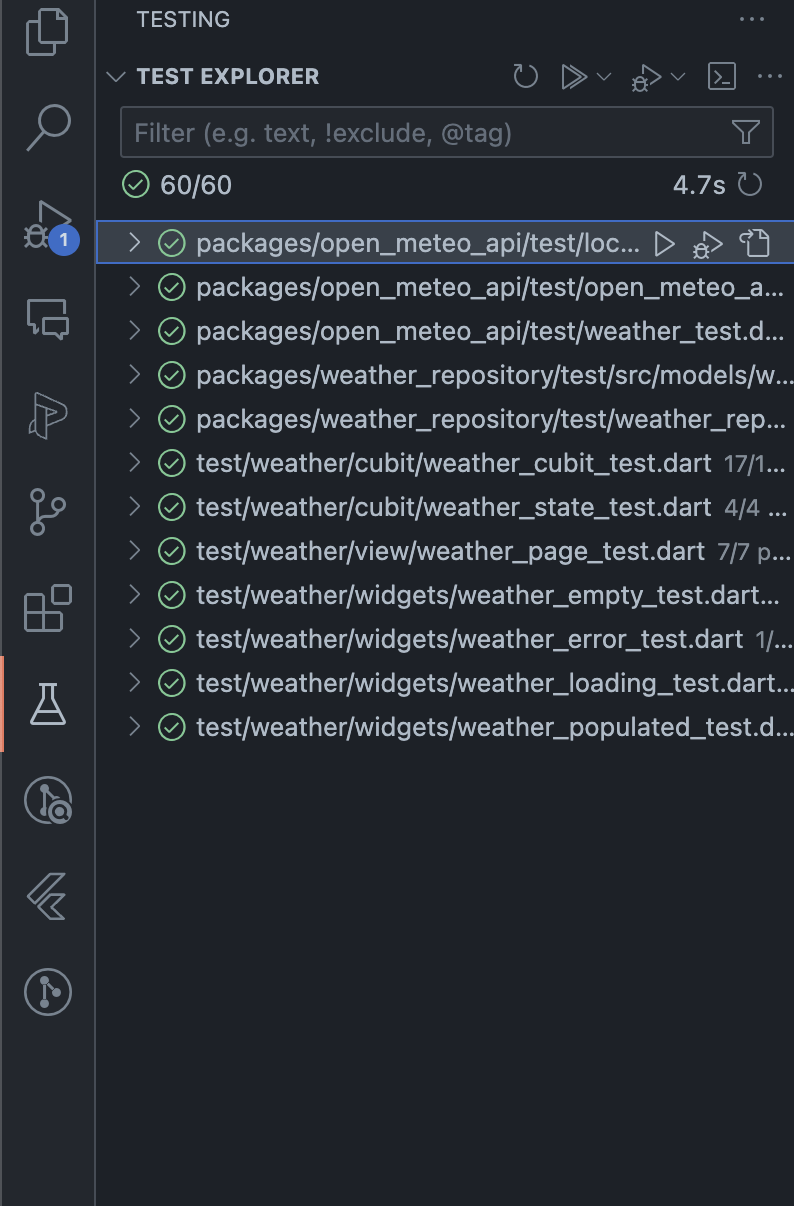 TESTING
TEST EXPLORER
Filter (e.g. text, !exclude, @tag)
60/60 4.7s
packages/open_meteo_api/test/loc...
1
packages/open_meteo_api/test/open_meteo_a...
packages/open_meteo_api/test/weather_test.d...
packages/weather_repository/test/src/models/w...
packages/weather_repository/test/weather_rep...
test/weather/cubit/weather_cubit_test.dart 17/1...
test/weather/cubit/weather_state_test.dart 4/4 ...
test/weather/view/weather_page_test.dart 7/7 p...
test/weather/widgets/weather_empty_test.dart...
test/weather/widgets/weather_error_test.dart 1/...
test/weather/widgets/weather_loading_test.dart...
test/weather/widgets/weather_populated_test.d...